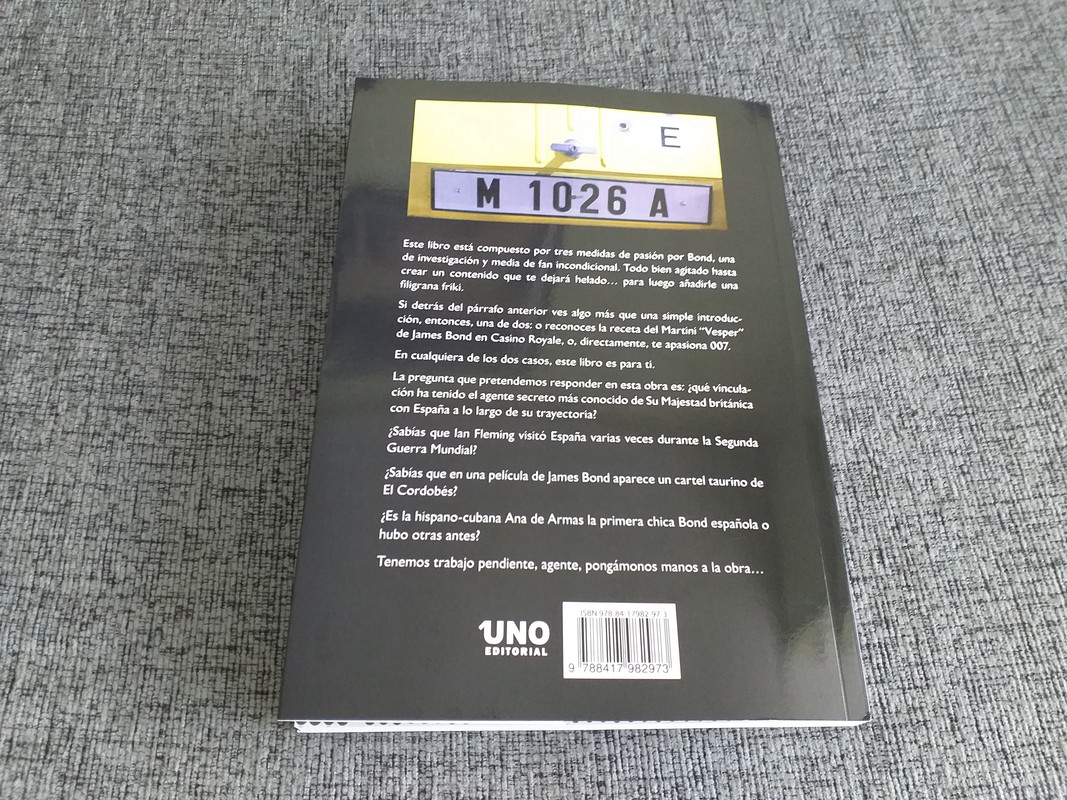 E
M 1026 A
Este libro está compuesto por tres medidas de pasión por Bond, una
de investigación y media de fan incondicional. Todo bien agitado hasta
crear un contenido que te dejará helado... para luego añadirle una
filigrana friki.
Si detrás del párrafo anterior ves algo más que una simple introduc-
ción, entonces, una de dos: o reconoces la receta del Martini “Vesper”
de James Bond en Casino Royale, o, directamente, te apasiona 007.
En cualquiera de los dos casos, este libro es para ti.
La pregunta que pretendemos responder en esta obra es: ¿qué vincula-
ción ha tenido el agente secreto más conocido de Su Majestad británica
con España a lo largo de su trayectoria?
¿Sabías que Ian Fleming visitó España varias veces durante la Segunda
Guerra Mundial?
¿Sabías que en una película de James Bond aparece un cartel taurino de
El Cordobés?
¿Es la hispano-cubana Ana de Armas la primera chica Bond española o
hubo otras antes?
Tenemos trabajo pendiente, agente, pongámonos manos a la obra...
UNO
EDITORIAL
ISBN 978-84-17982-97-3
9 788417 982973